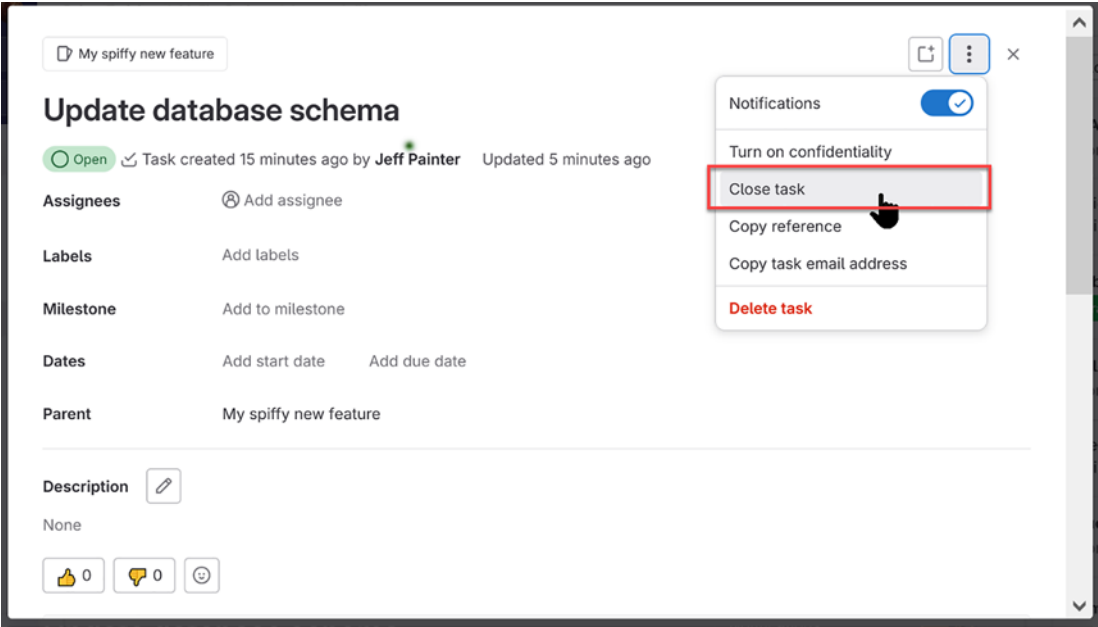 My spiffy new feature
Update database schema
Open Task created 15 minutes ago by Jeff Painter Updated 5 minutes ago
Assignees Add assignee
Labels Add labels
Milestone Add to milestone
Dates Add start date Add due date
Parent My spiffy new feature
Description
None
0 0
Notifications
Turn on confidentiality
Close task
Copy reference
Copy task email address
Delete task